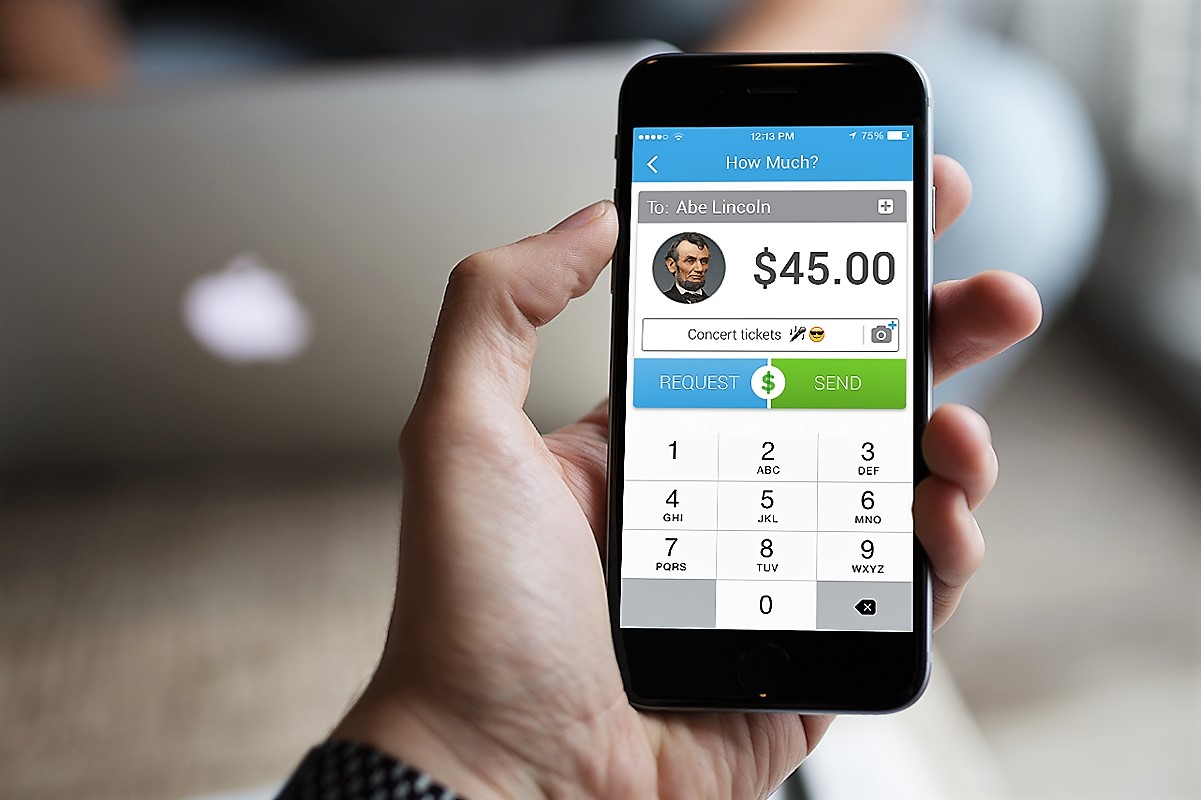 12:13 PM 75%
How Much?
To: Abe Lincoln
$45.00
Concert tickets 🎤😎
REQUEST $ SEND
1 2 3
ABC DEF
4 5 6
GHI JKL MNO
7 8 9
PQRS TUV WXYZ
0